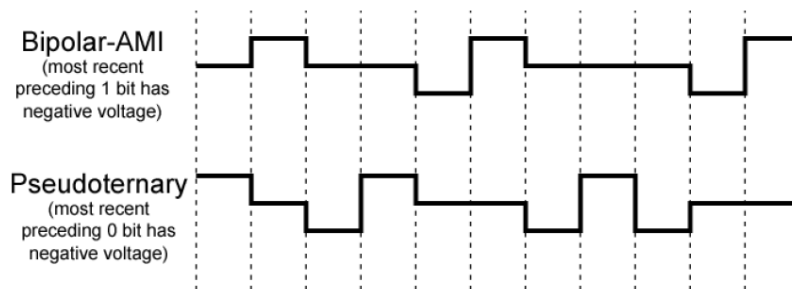 Bipolar-AMI
(most recent
preceding 1 bit has
negative voltage)
Pseudoternary
(most recent
preceding 0 bit has
negative voltage)